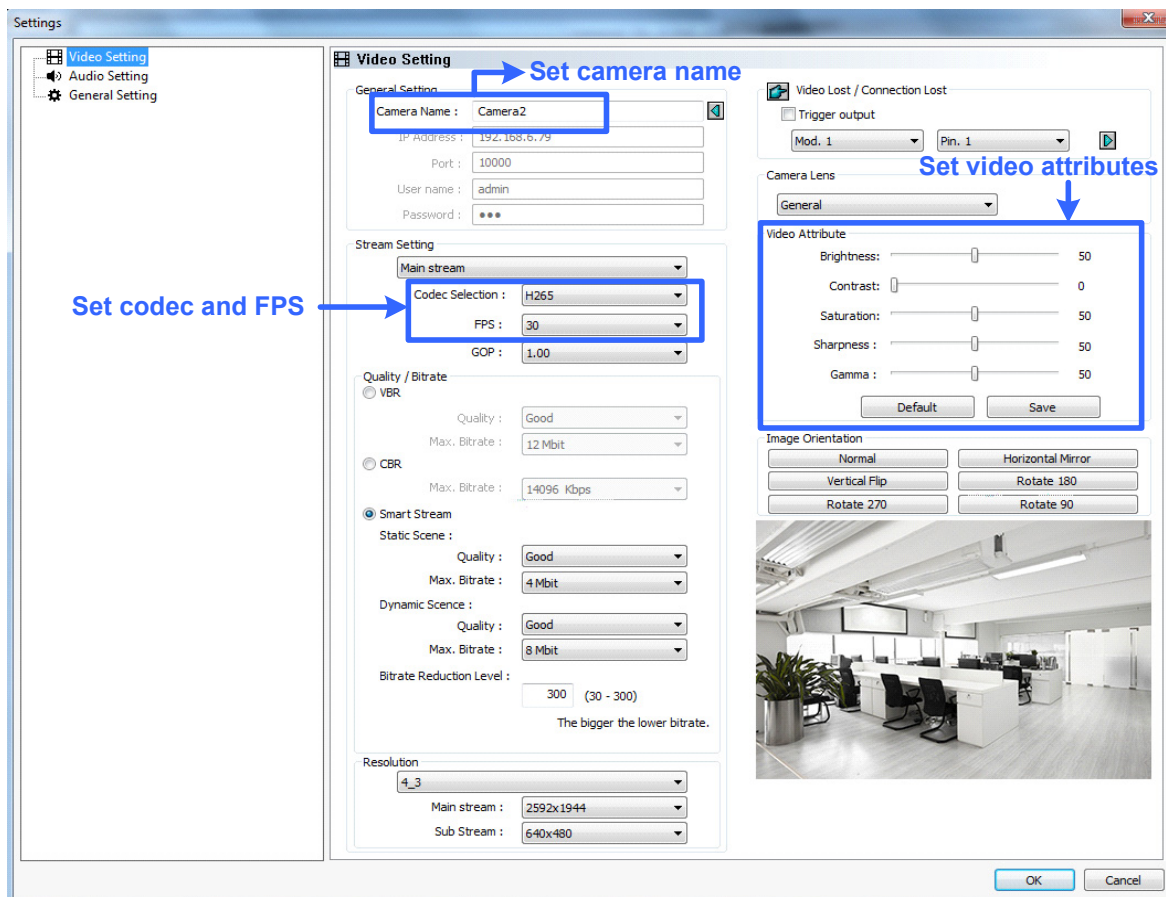 Settings
Video Setting
Audio Setting
General Setting
Video Setting
Set camera name
General Setting
Camera Name : Camera2
IP Address : 192.168.6.79
Port : 10000
User name : admin
Password : •••
Stream Setting
Main stream
Set codec and FPS
Codec Selection : H265
FPS : 30
GOP : 1.00
Quality / Bitrate
VBR
Quality : Good
Max. Bitrate : 12 Mbit
CBR
Max. Bitrate : 14096 Kbps
Smart Stream
Static Scene :
Quality : Good
Max. Bitrate : 4 Mbit
Dynamic Scence :
Quality : Good
Max. Bitrate : 8 Mbit
Bitrate Reduction Level :
300 (30 - 300)
The bigger the lower bitrate.
Resolution
4_3
Main stream : 2592x1944
Sub Stream : 640x480
Video Lost / Connection Lost
Trigger output
Mod. 1 Pin. 1
Set video attributes
Camera Lens
General
Video Attribute
Brightness: 50
Contrast: 0
Saturation: 50
Sharpness : 50
Gamma : 50
Default Save
Image Orientation
Normal Horizontal Mirror
Vertical Flip Rotate 180
Rotate 270 Rotate 90
OK Cancel